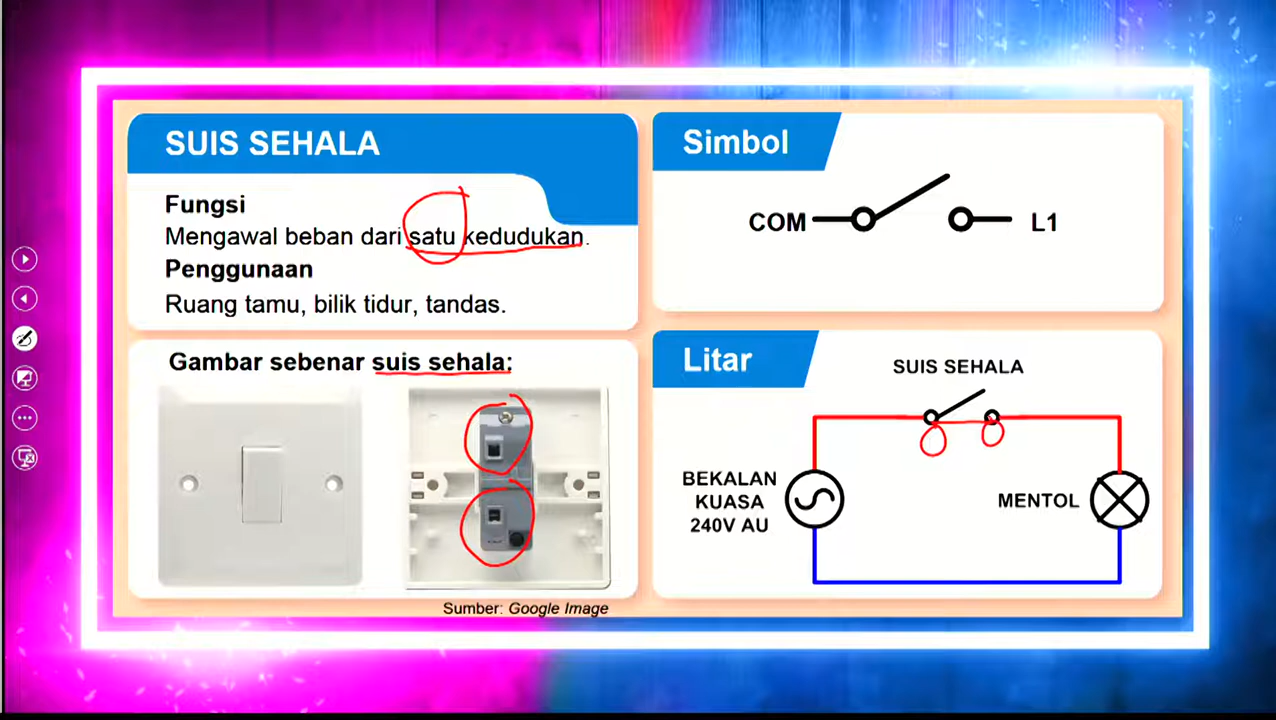 SUIS SEHALA
Fungsi
Mengawal beban dari satu kedudukan.
Penggunaan
Ruang tamu, bilik tidur, tandas.
Gambar sebenar suis sehala:
Sumber: Google Image
Simbol
COM
L1
Litar
SUIS SEHALA
BEKALAN
KUASA
240V AU
MENTOL